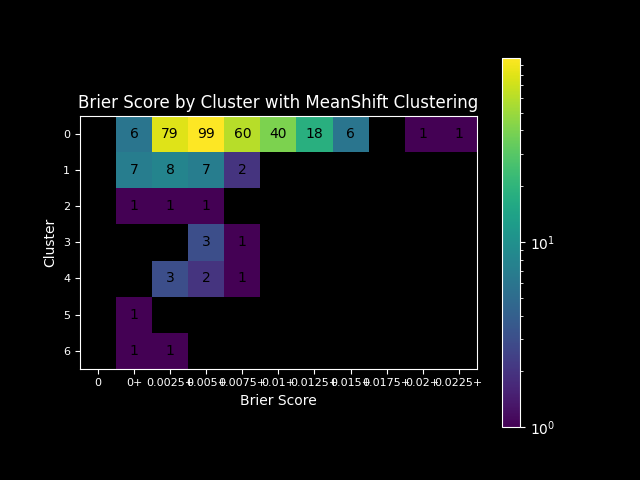 Brier Score by Cluster with MeanShift Clustering
0 6 79 99 60 40 18 6 1 1
1 7 8 7 2
2 1 1 1
3 3 1
4 3 2 1
5 1
6 1 1
Cluster
0 0+ 0.0025+ 0.005+ 0.0075+ 0.01+ 0.0125+ 0.015+ 0.0175+ 0.02+ 0.0225+
Brier Score
10¹
10⁰